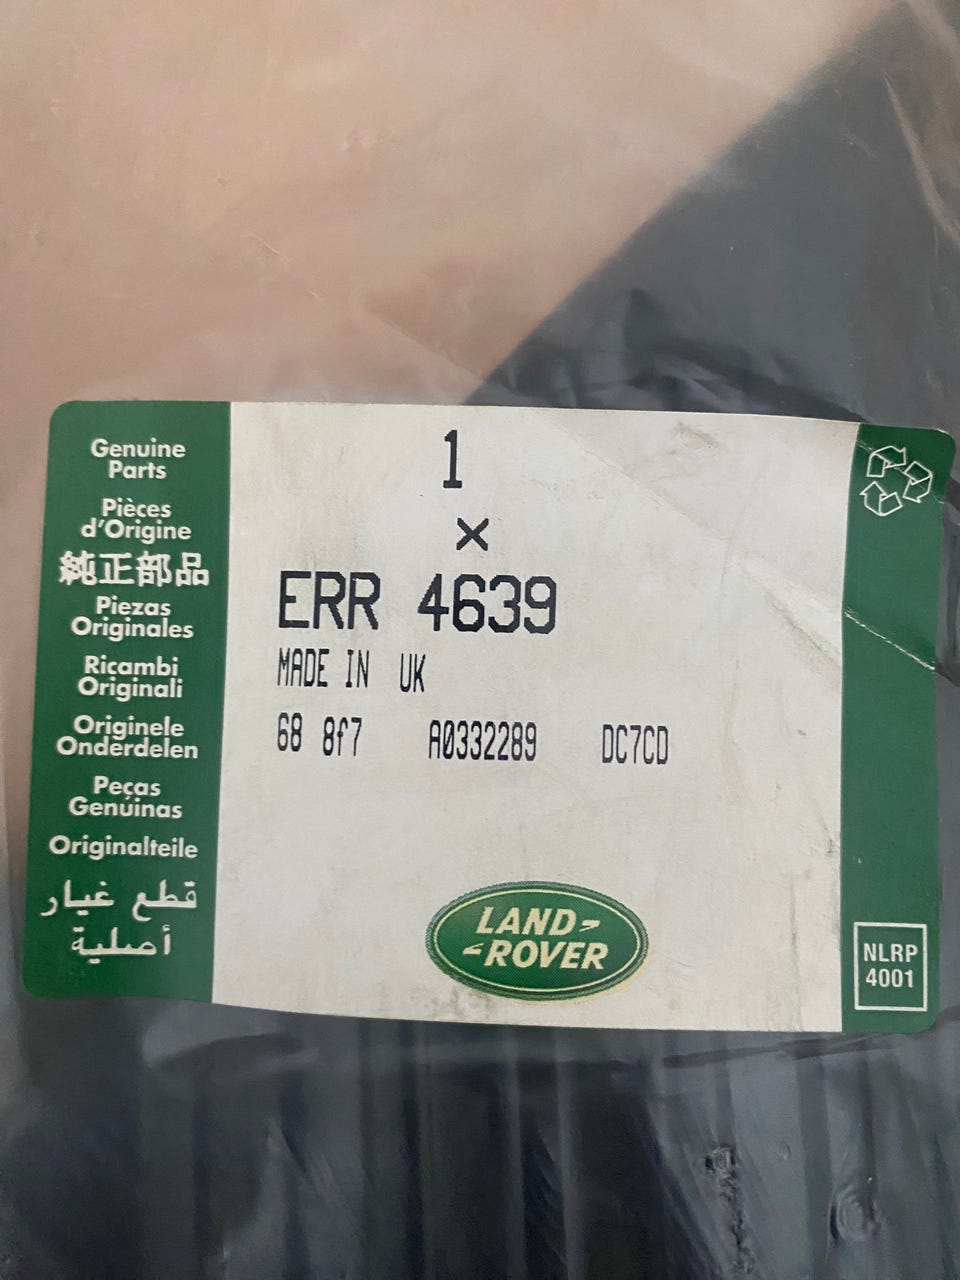 Genuine
Parts
Pièces
d'Origine
純正部品
Piezas
Originales
Ricambi
Originali
Originele
Onderdelen
Peças
Genúinas
Originalteile
قطع غيار
أصلية
1
×
ERR 4639
MADE IN UK
68 8f7 A0332289 DC7CD
LAND
ROVER
NLRP
4001